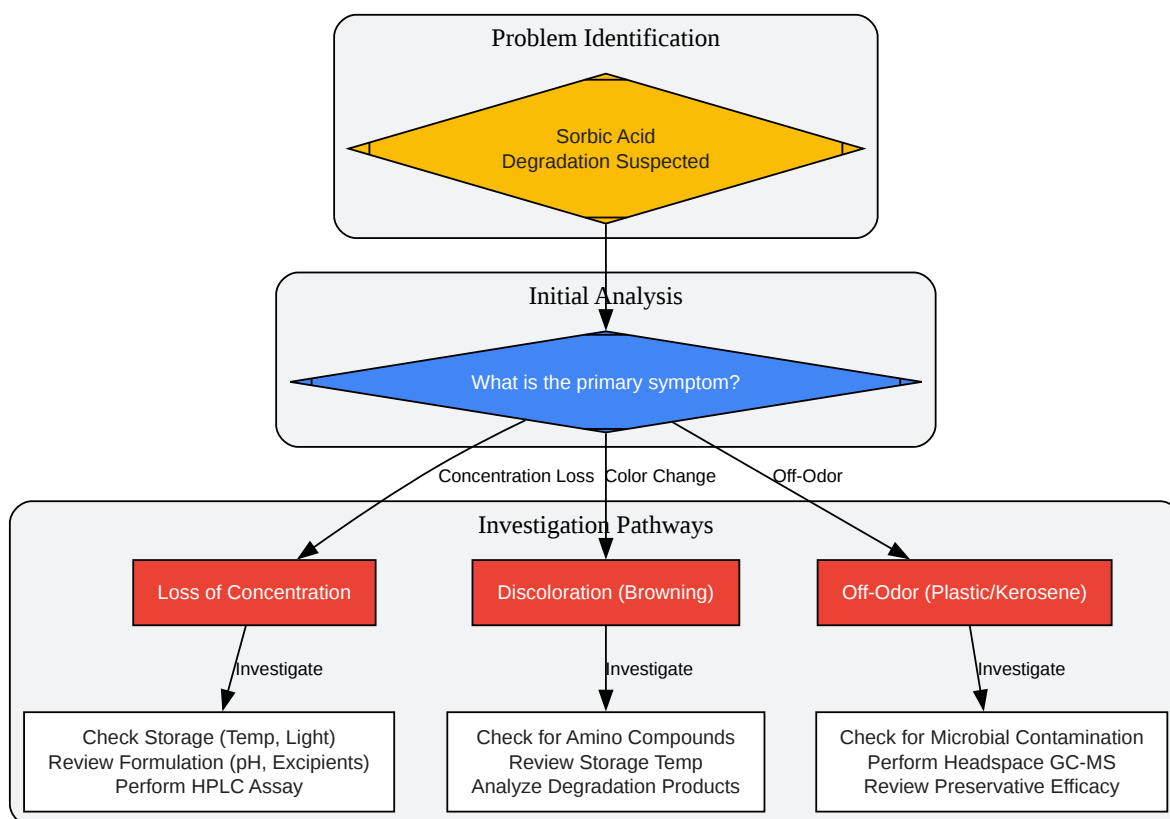 Problem Identification
Sorbic Acid
Degradation Suspected
Initial Analysis
What is the primary symptom?
Concentration Loss
Color Change
Off-Odor
Investigation Pathways
Loss of Concentration
Discoloration (Browning)
Off-Odor (Plastic/Kerosene)
Investigate
Investigate
Investigate
Check Storage (Temp, Light)
Review Formulation (pH, Excipients)
Perform HPLC Assay
Check for Amino Compounds
Review Storage Temp
Analyze Degradation Products
Check for Microbial Contamination
Perform Headspace GC-MS
Review Preservative Efficacy